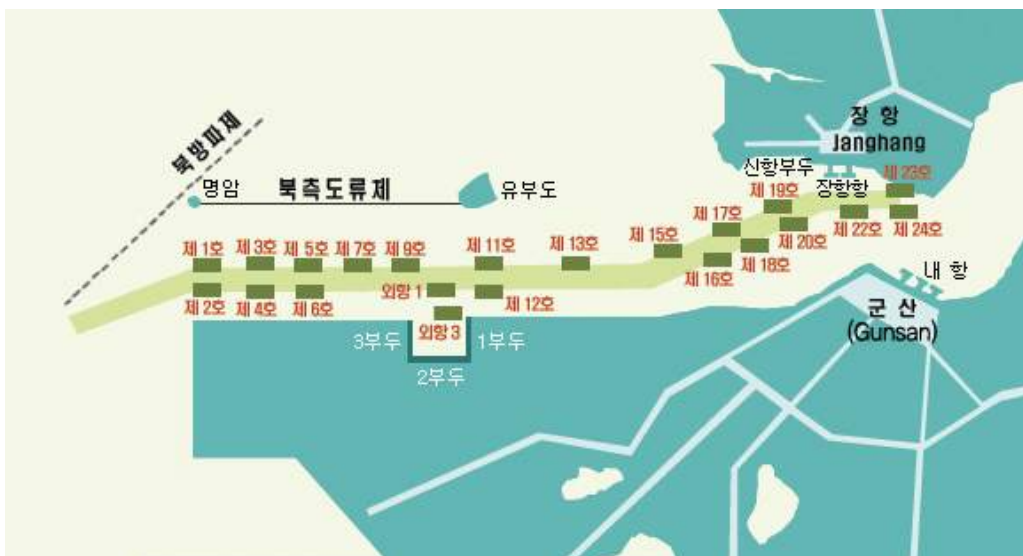 북방파제
명암
북측도류제
유부도
장 항
Janghang
신항부두
장항항
제 23호
제 19호
제 17호
제 15호
제 1호
제 3호
제 5호
제 7호
제 9호
제 11호
제 13호
제 20호
제 22호
제 24호
제 18호
제 16호
제 2호
제 4호
제 6호
외항 1
제 12호
외항 3
3부두
1부두
2부두
내 항
군 산
(Gunsan)